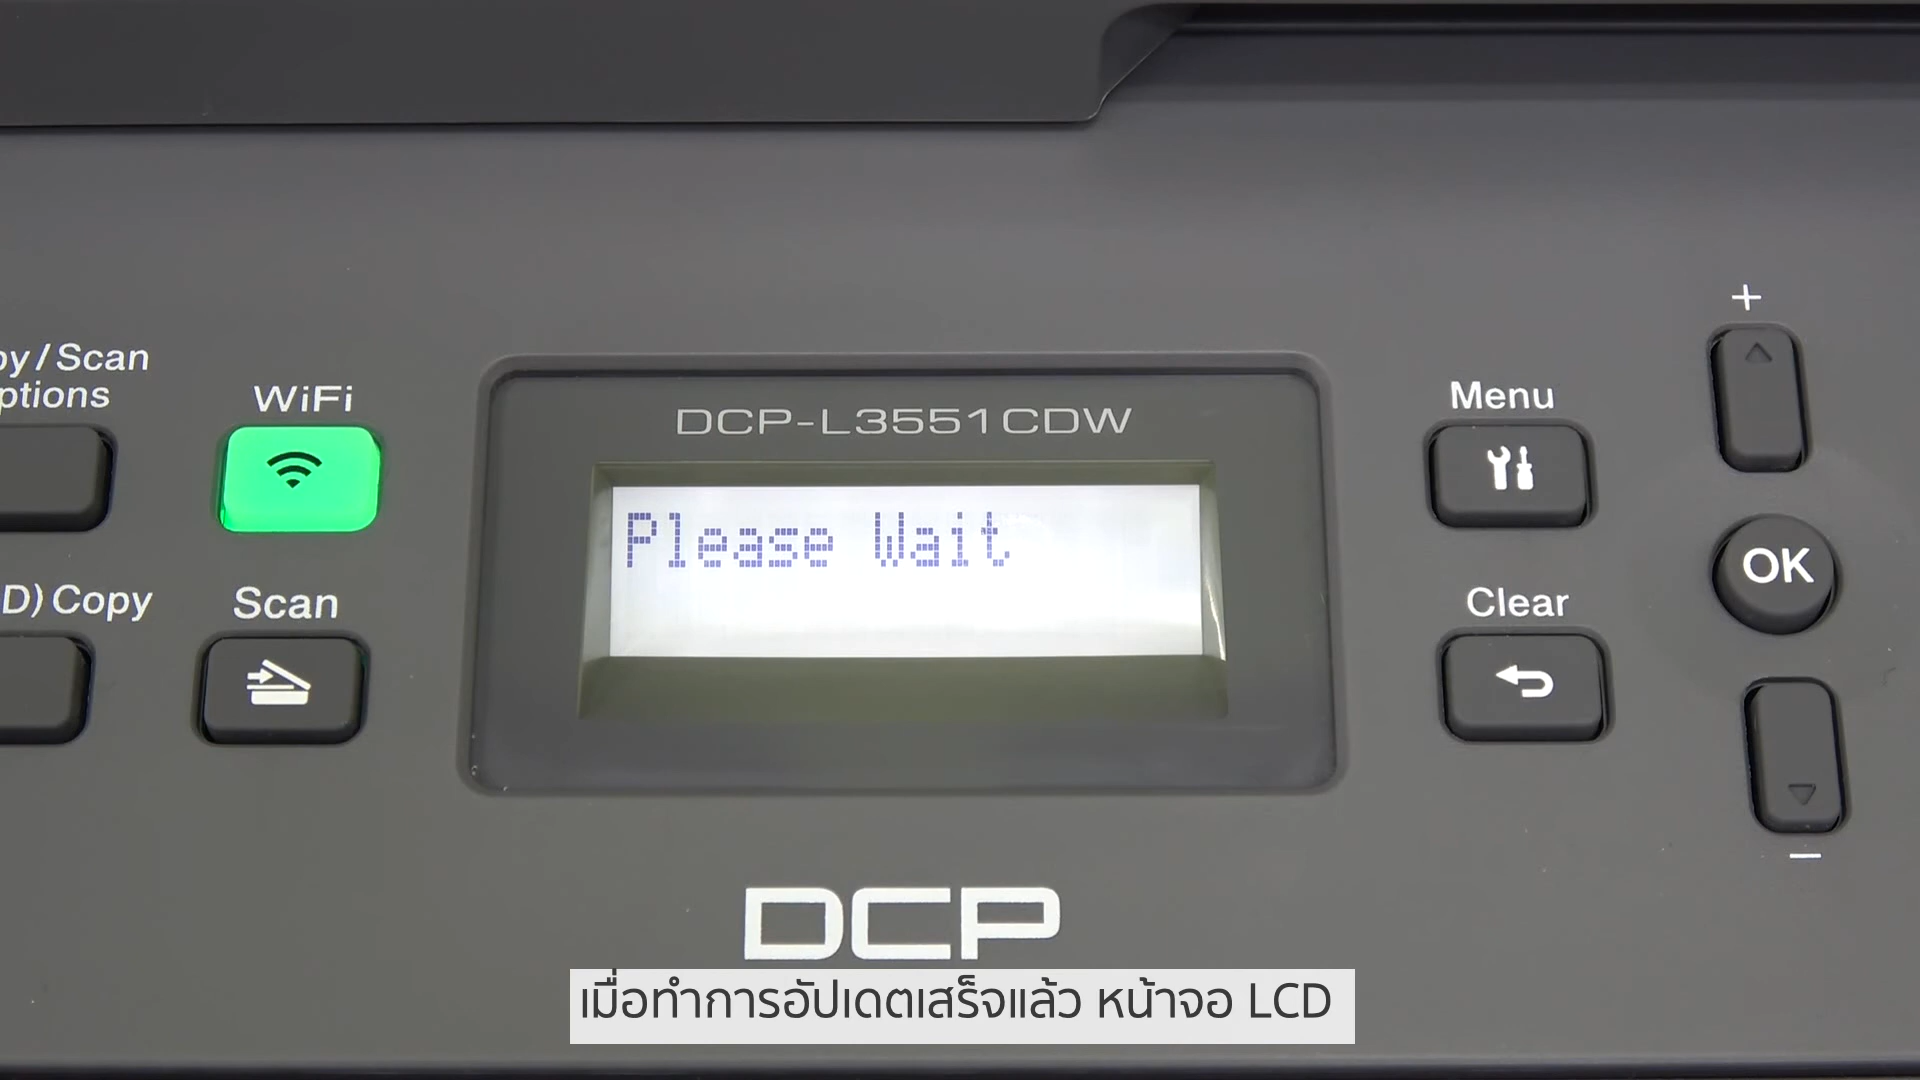 +
py/Scan
ptions
WiFi
DCP-L3551CDW
Menu
Please Wait
OK
D) Copy
Scan
Clear
−
DCP
เมื่อทำการอัปเดตเสร็จแล้ว หน้าจอ LCD